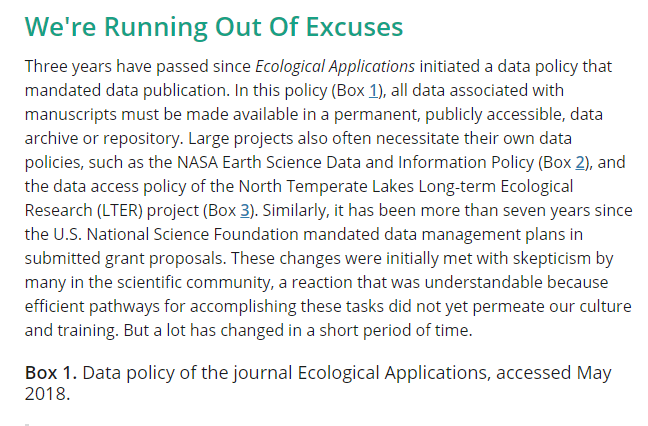 We're Running Out Of Excuses
Three years have passed since Ecological Applications initiated a data policy that
mandated data publication. In this policy (Box 1), all data associated with
manuscripts must be made available in a permanent, publicly accessible, data
archive or repository. Large projects also often necessitate their own data
policies, such as the NASA Earth Science Data and Information Policy (Box 2), and
the data access policy of the North Temperate Lakes Long-term Ecological
Research (LTER) project (Box 3). Similarly, it has been more than seven years since
the U.S. National Science Foundation mandated data management plans in
submitted grant proposals. These changes were initially met with skepticism by
many in the scientific community, a reaction that was understandable because
efficient pathways for accomplishing these tasks did not yet permeate our culture
and training. But a lot has changed in a short period of time.
Box 1. Data policy of the journal Ecological Applications, accessed May
2018.